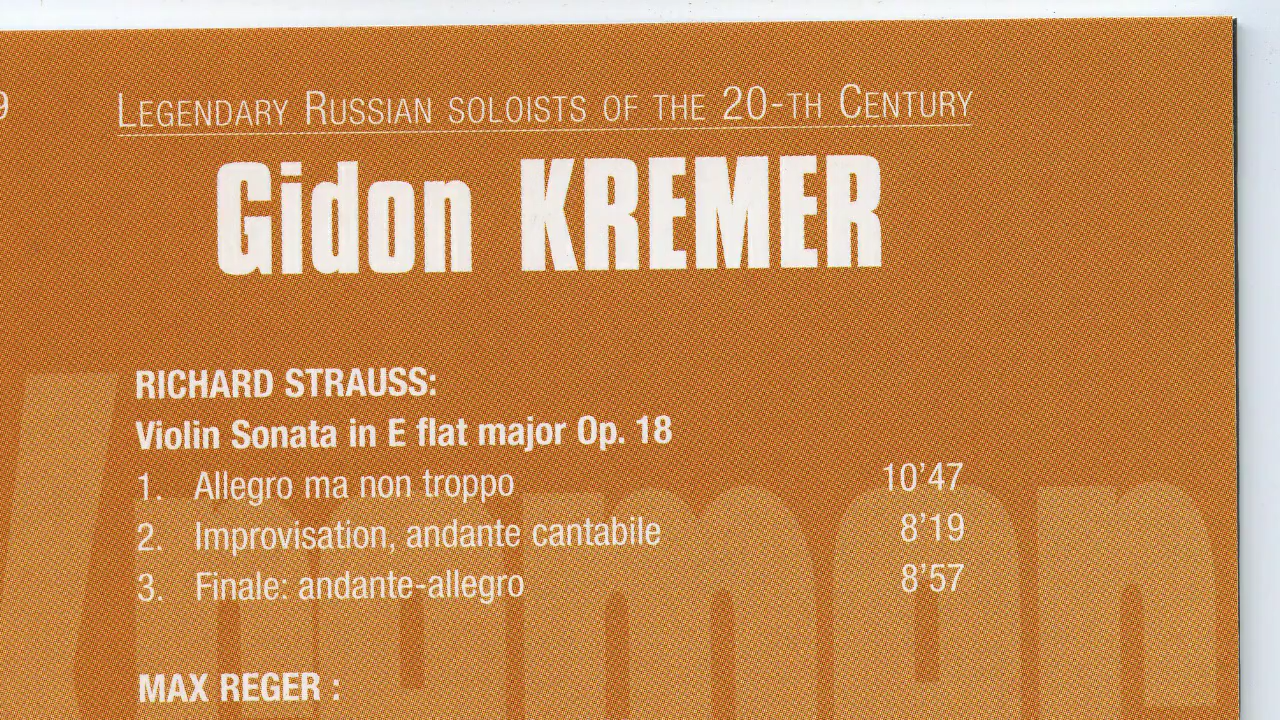 9
LEGENDARY RUSSIAN SOLOISTS OF THE 20-TH CENTURY
Gidon KREMER
RICHARD STRAUSS:
Violin Sonata in E flat major Op. 18
1. Allegro ma non troppo 10'47
2. Improvisation, andante cantabile 8'19
3. Finale: andante-allegro 8'57
MAX REGER :
Kremer